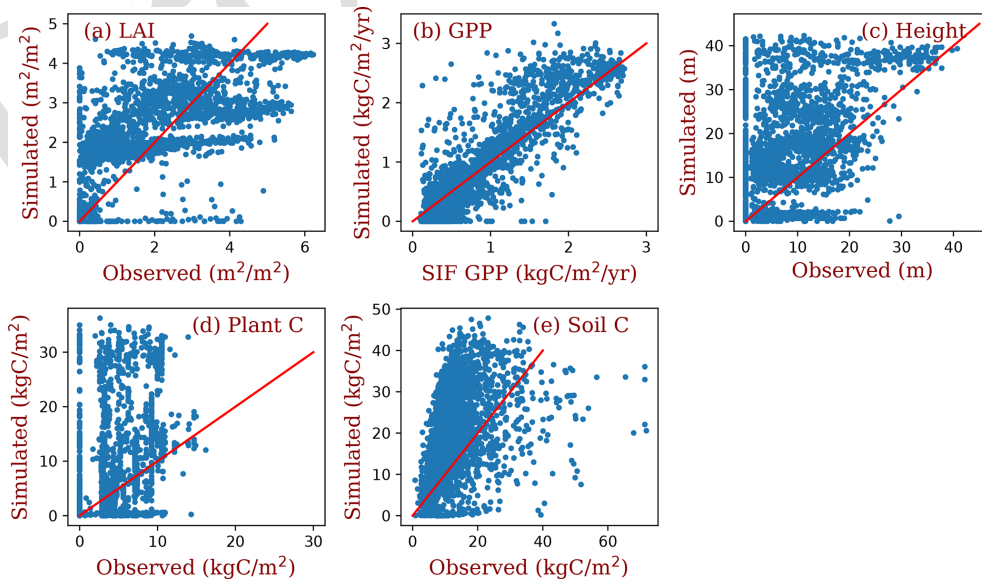 (a) LAI
Simulated (m²/m²)
5
4
3
2
1
0
0 2 4 6
Observed (m²/m²)
(b) GPP
Simulated (kgC/m²/yr)
3
2
1
0
0 1 2 3
SIF GPP (kgC/m²/yr)
(c) Height
Simulated (m)
50
40
30
20
10
0
0 10 20 30 40
Observed (m)
(d) Plant C
Simulated (kgC/m²)
30
20
10
0
0 10 20 30
Observed (kgC/m²)
(e) Soil C
Simulated (kgC/m²)
50
40
30
20
10
0
0 20 40 60
Observed (kgC/m²)